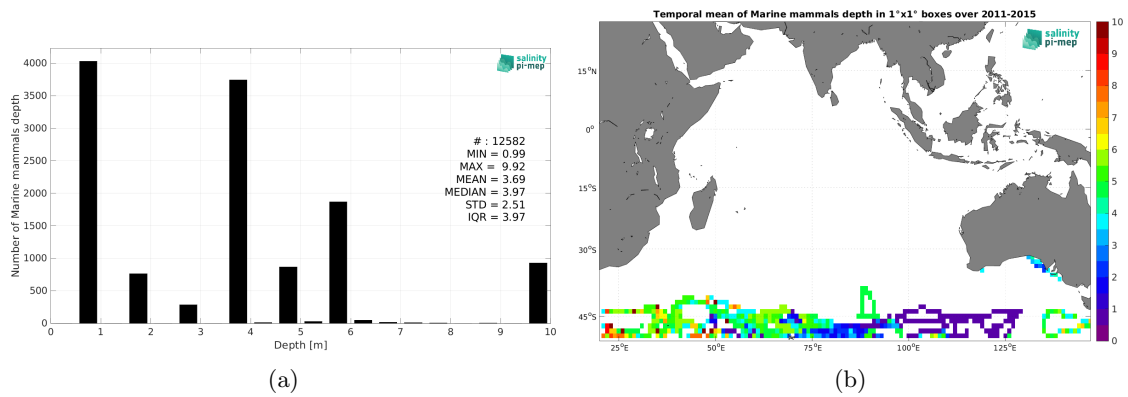 salinity
pi-mep
Number of Marine mammals depth
4000
3500
3000
2500
2000
1500
1000
500
0
# : 12582
MIN = 0.99
MAX = 9.92
MEAN = 3.69
MEDIAN = 3.97
STD = 2.51
IQR = 3.97
0 1 2 3 4 5 6 7 8 9 10
Depth [m]
(a)
Temporal mean of Marine mammals depth in 1°x1° boxes over 2011-2015
salinity
pi-mep
15°N
0°
15°S
30°S
45°S
25°E 50°E 75°E 100°E 125°E
10
9
8
7
6
5
4
3
2
1
0
(b)